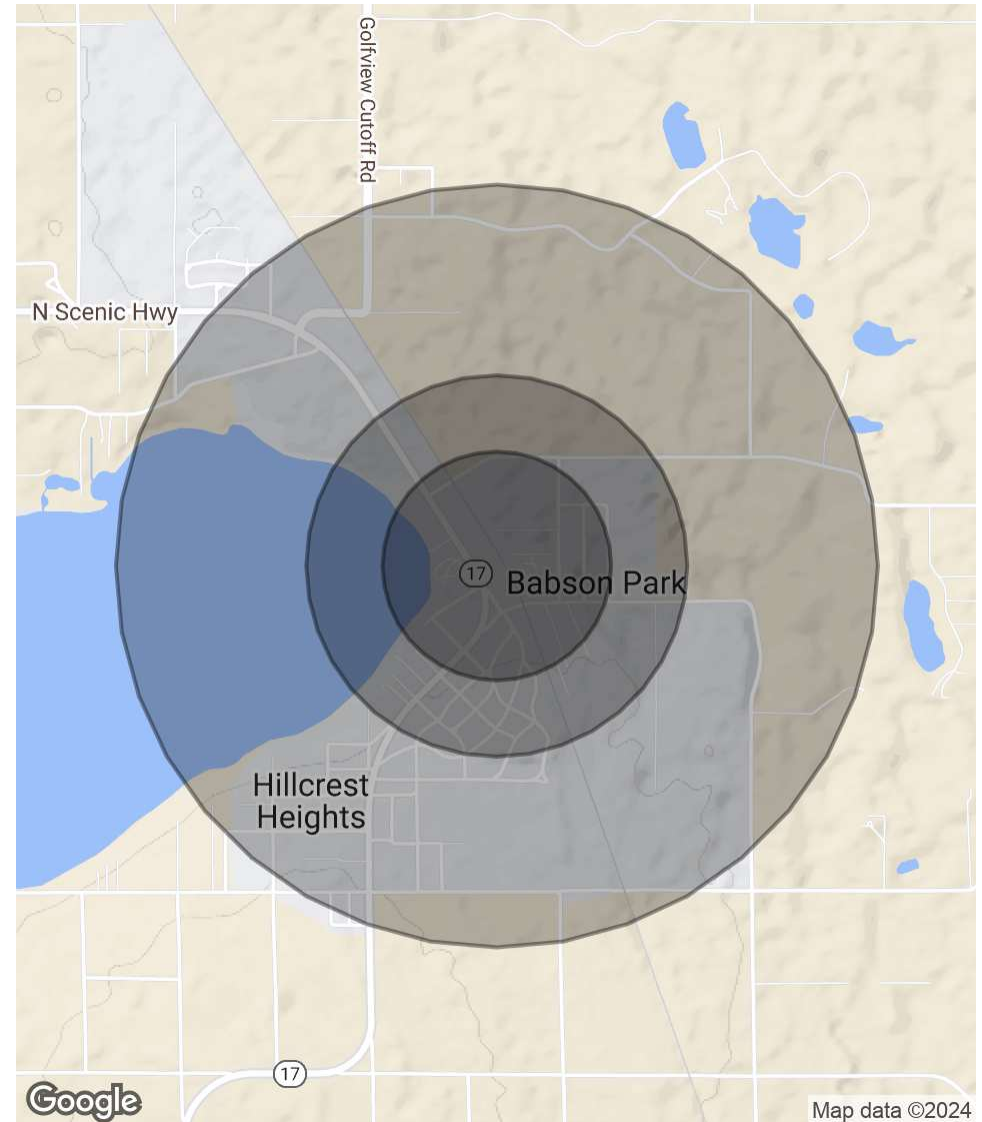 Golfview Cutoff Rd
N Scenic Hwy
17
Babson Park
Hillcrest
Heights
17
Google
Map data ©2024